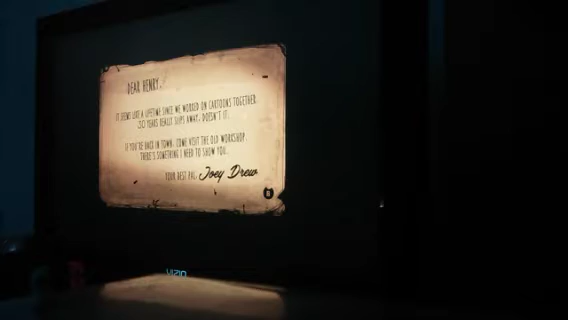 DEAR HENRY,
IT SEEMS LIKE A LIFETIME SINCE WE WORKED ON CARTOONS TOGETHER.
30 YEARS REALLY SLIPS AWAY, DOESN'T IT.
IF YOU'RE BACK IN TOWN, COME VISIT THE OLD WORKSHOP.
THERE'S SOMETHING I NEED TO SHOW YOU.
YOUR BEST PAL, Joey Drew
VIZIO